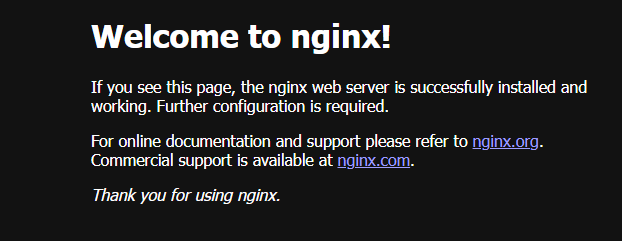 Welcome to nginx!
If you see this page, the nginx web server is successfully installed and
working. Further configuration is required.
For online documentation and support please refer to nginx.org.
Commercial support is available at nginx.com.
Thank you for using nginx.